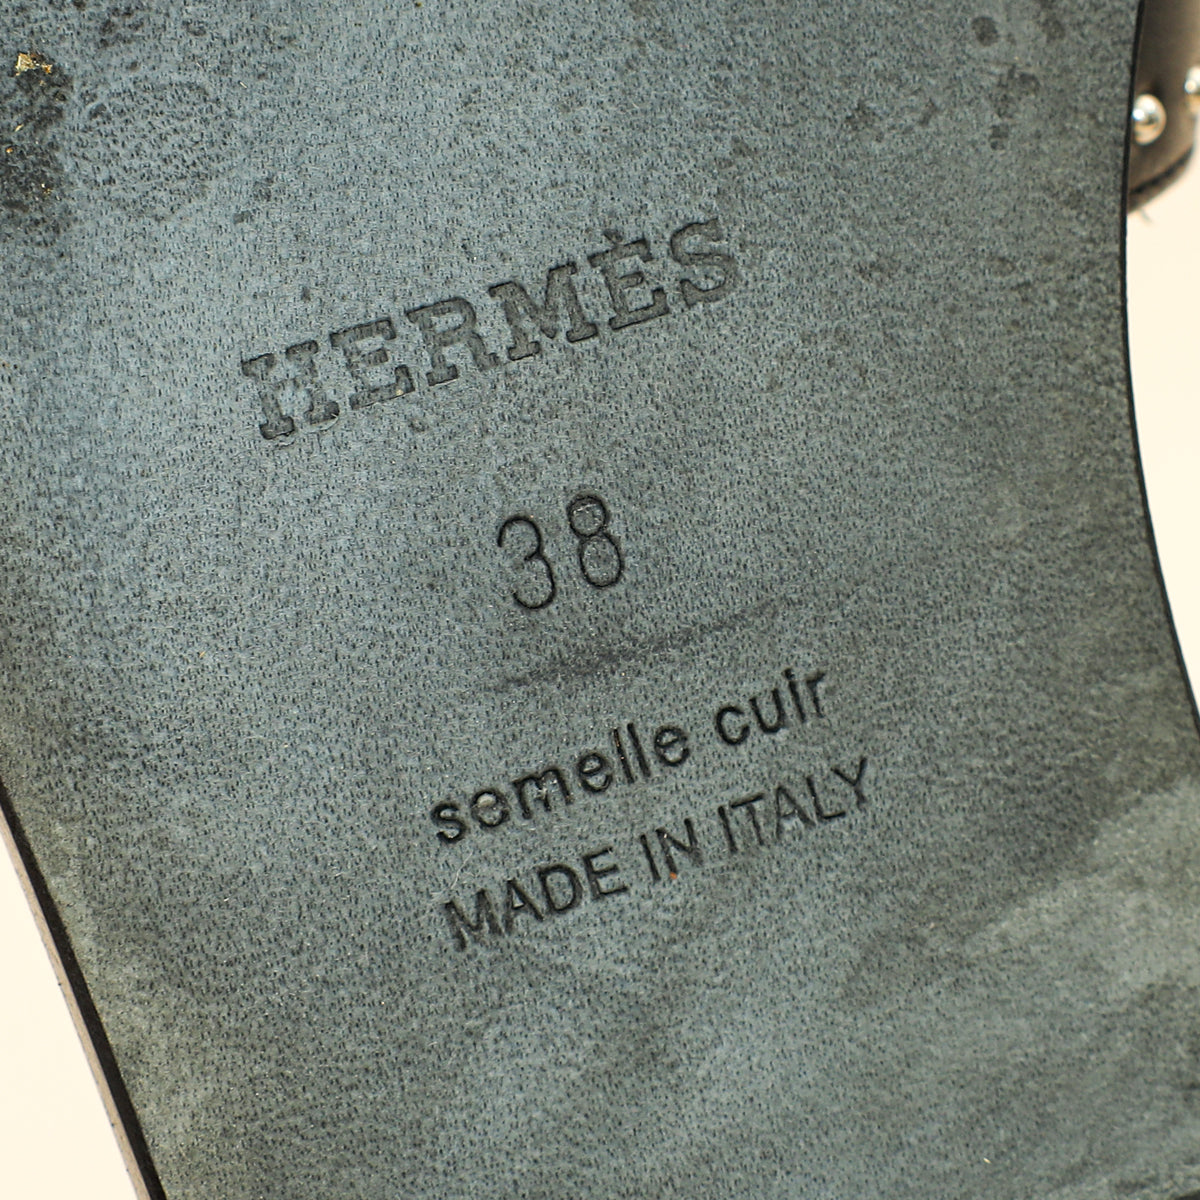 HERMÈS
38
semelle cuir
MADE IN ITALY